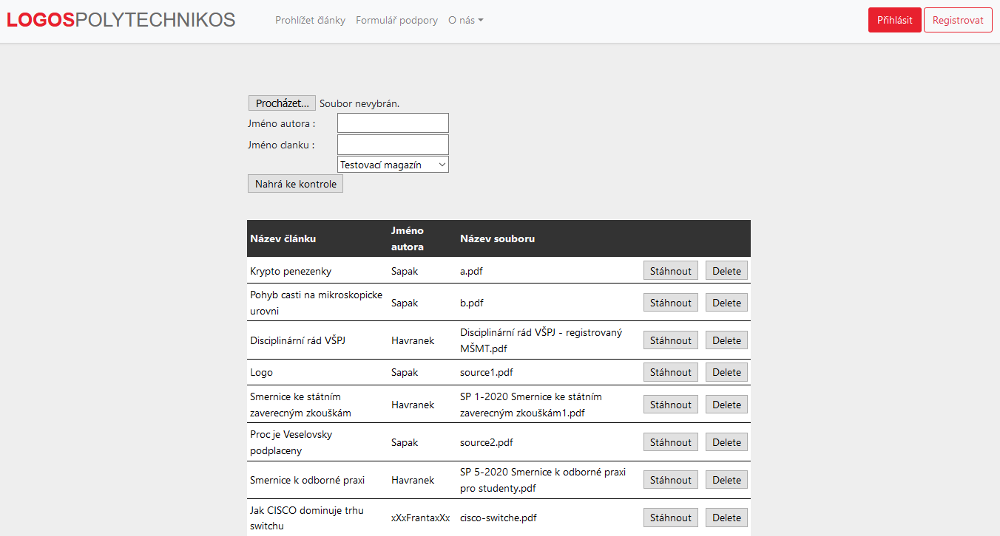 LOGOSPOLYTECHNIKOS Prohlížet články Formulář podpory O nás Přihlásit Registrovat
Procházet... Soubor nevybrán.
Jméno autora :
Jméno clanku :
Testovací magazín
Nahrá ke kontrole
Název článku Jméno autora Název souboru
Krypto penezenky Sapak a.pdf Stáhnout Delete
Pohyb casti na mikroskopicke
urovni Sapak b.pdf Stáhnout Delete
Disciplinární rád VŠPJ Havranek Disciplinární rád VŠPJ - registrovaný
MŠMT.pdf Stáhnout Delete
Logo Sapak source1.pdf Stáhnout Delete
Smernice ke státním
zaverecným zkouškám Havranek SP 1-2020 Smernice ke státním
zaverecným zkouškám1.pdf Stáhnout Delete
Proc je Veselovsky
podplaceny Sapak source2.pdf Stáhnout Delete
Smernice k odborné praxi Havranek SP 5-2020 Smernice k odborné praxi
pro studenty.pdf Stáhnout Delete
Jak CISCO dominuje trhu
switchu xXxFrantaxXx cisco-switche.pdf Stáhnout Delete